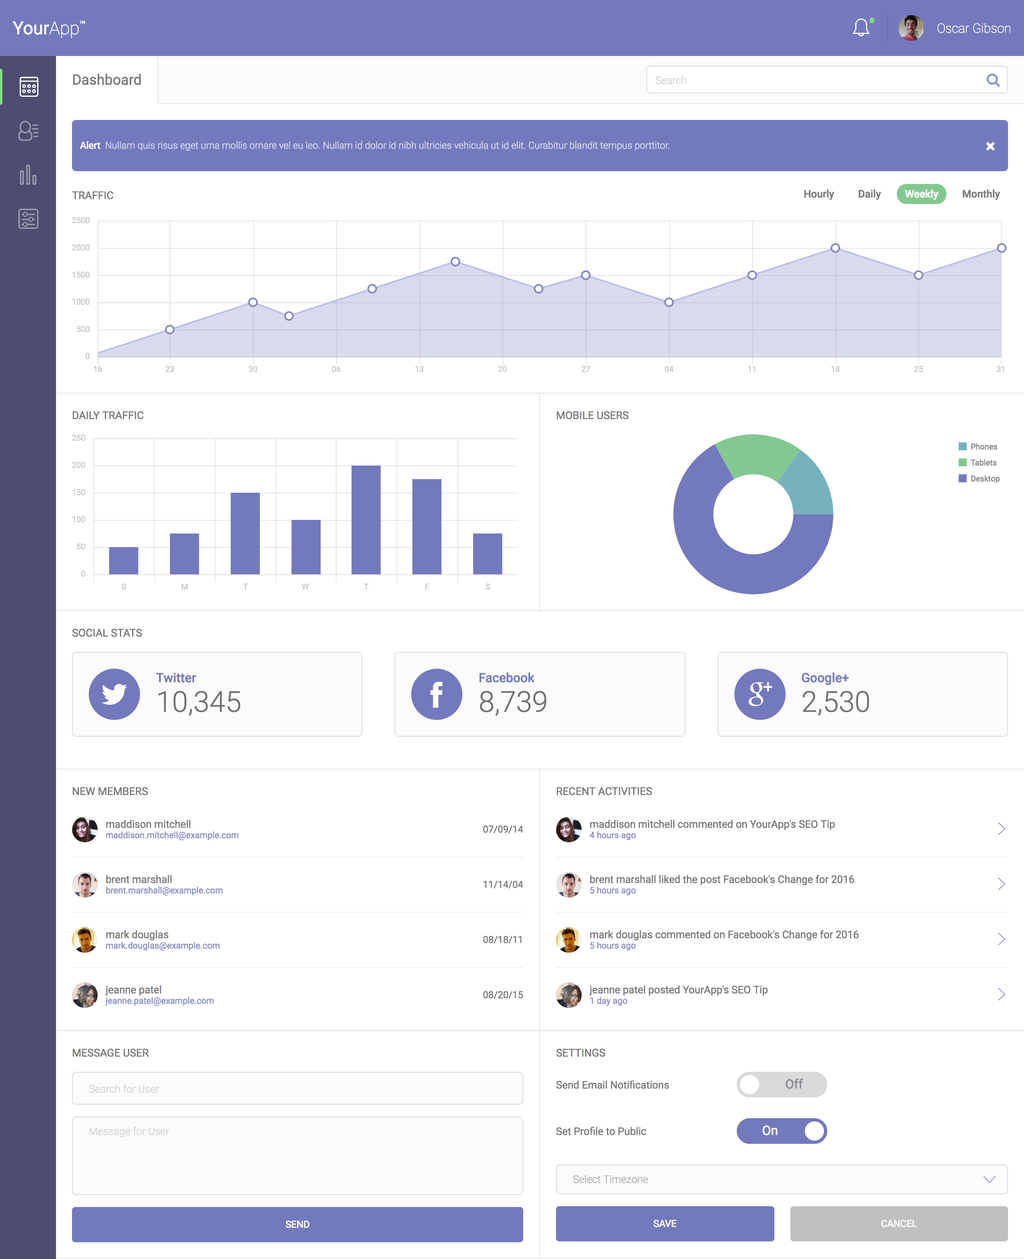 YourApp™
Oscar Gibson
Dashboard
Search
Alert Nullam quis risus eget urna mollis ornare vel eu leo. Nullam id dolor id nibh ultricies vehicula ut id elit. Curabitur blandit tempus porttitor.
TRAFFIC
Hourly Daily Weekly Monthly
2500
2000
1500
1000
500
0
16 23 30 06 13 20 27 04 11 18 25 31
DAILY TRAFFIC
250
200
150
100
50
0
S M T W T F S
MOBILE USERS
Phones
Tablets
Desktop
SOCIAL STATS
Twitter
10,345
Facebook
8,739
Google+
2,530
NEW MEMBERS
maddison mitchell
maddison.mitchell@example.com
07/09/14
brent marshall
brent.marshall@example.com
11/14/04
mark douglas
mark.douglas@example.com
08/18/11
jeanne patel
jeanne.patel@example.com
08/20/15
RECENT ACTIVITIES
maddison mitchell commented on YourApp's SEO Tip
4 hours ago
brent marshall liked the post Facebook's Change for 2016
5 hours ago
mark douglas commented on Facebook's Change for 2016
5 hours ago
jeanne patel posted YourApp's SEO Tip
1 day ago
MESSAGE USER
Search for User
Message for User
SEND
SETTINGS
Send Email Notifications
Off
Set Profile to Public
On
Select Timezone
SAVE
CANCEL